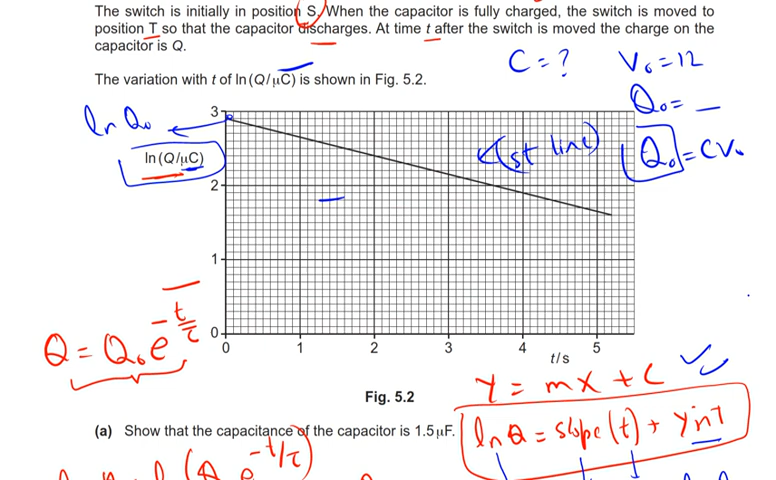 The switch is initially in position S. When the capacitor is fully charged, the switch is moved to
position T so that the capacitor discharges. At time t after the switch is moved the charge on the
capacitor is Q.
C = ? V₀ = 12
The variation with t of ln (Q/μC) is shown in Fig. 5.2.
Q₀ = _
ln Q₀
3
(st line)
Q₀ = CV₀
ln (Q/μC)
2
1
Q = Q₀ e^-t/τ
0
0 1 2 3 4 5
t/s
Y = mX + C
Fig. 5.2
(a) Show that the capacitance of the capacitor is 1.5 μF.
ln Q = slope (t) + y int
e^-t/τ)